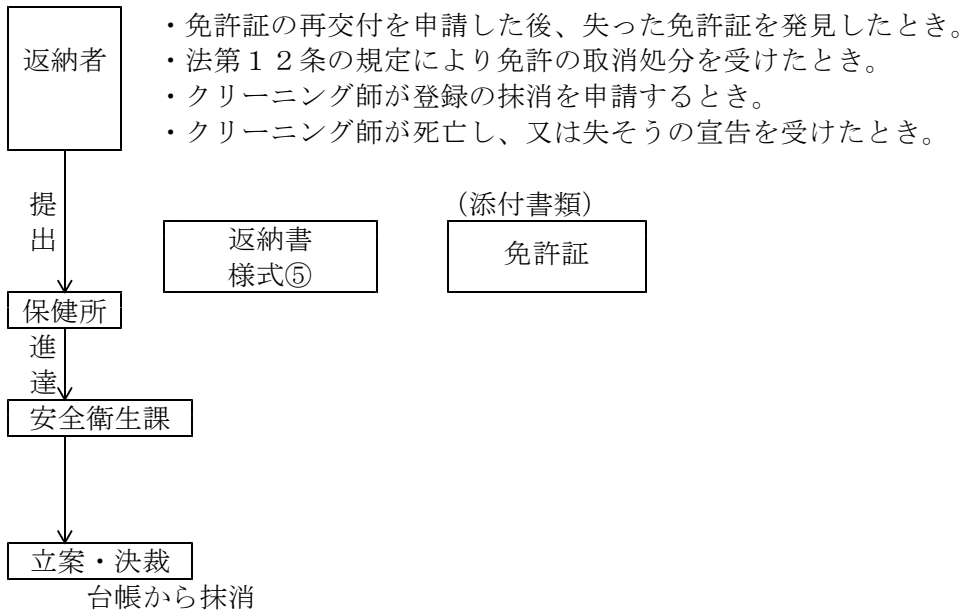 返納者
・免許証の再交付を申請した後、失った免許証を発見したとき。
・法第１２条の規定により免許の取消処分を受けたとき。
・クリーニング師が登録の抹消を申請するとき。
・クリーニング師が死亡し、又は失そうの宣告を受けたとき。
提出
（添付書類）
返納書
様式⑤
免許証
保健所
進達
安全衛生課
立案・決裁
台帳から抹消